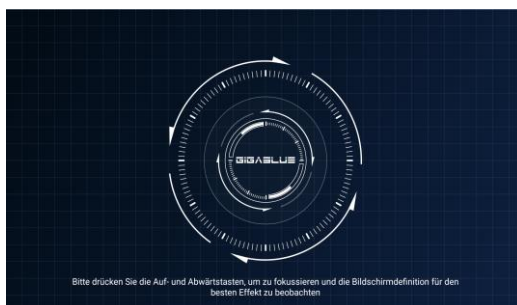 GIGABLUE
Bitte drücken Sie die Auf- und Abwärtstasten, um zu fokussieren und die Bildschirmdefinition für den
besten Effekt zu beobachten